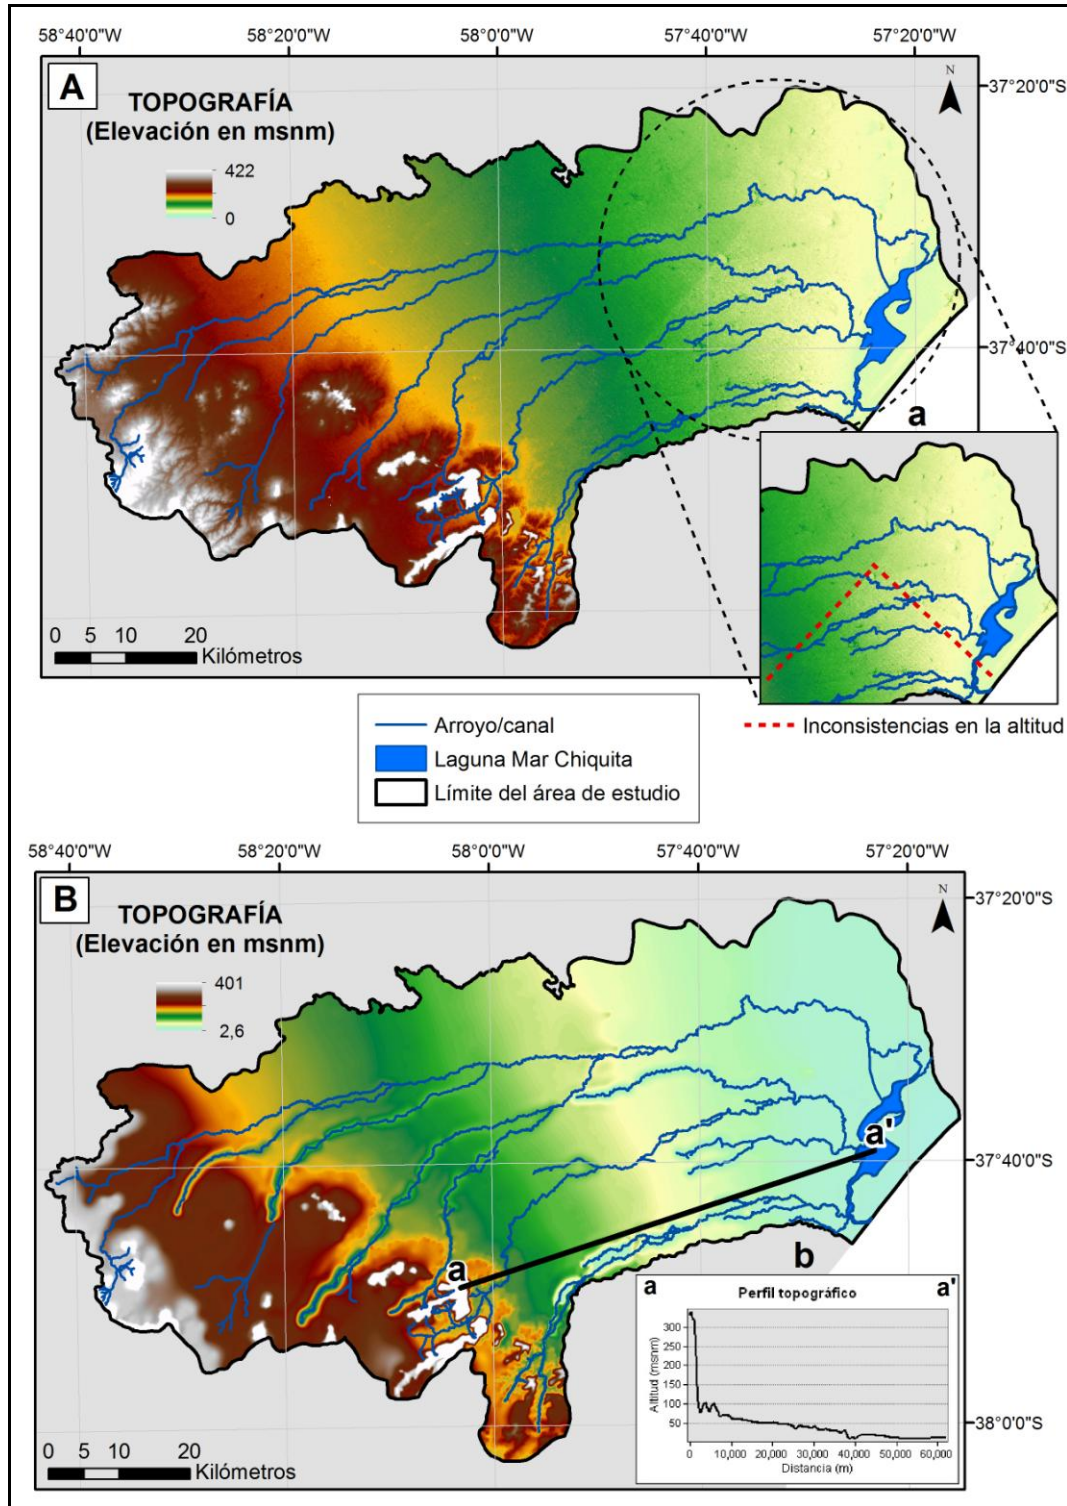 58°40'0"W 58°20'0"W 58°0'0"W 57°40'0"W 57°20'0"W
A
TOPOGRAFÍA
(Elevación en msnm)
422
0
N
37°20'0"S
37°40'0"S
a
0 5 10 20
Kilómetros
Arroyo/canal
Laguna Mar Chiquita
Límite del área de estudio
Inconsistencias en la altitud
58°40'0"W 58°20'0"W 58°0'0"W 57°40'0"W 57°20'0"W
B
TOPOGRAFÍA
(Elevación en msnm)
401
2,6
N
37°20'0"S
37°40'0"S
38°0'0"S
a
a'
b
0 5 10 20
Kilómetros
a
Perfil topográfico
a'
Altitud (msnm)
300
250
200
150
100
50
0 10,000 20,000 30,000 40,000 50,000 60,000
Distancia (m)